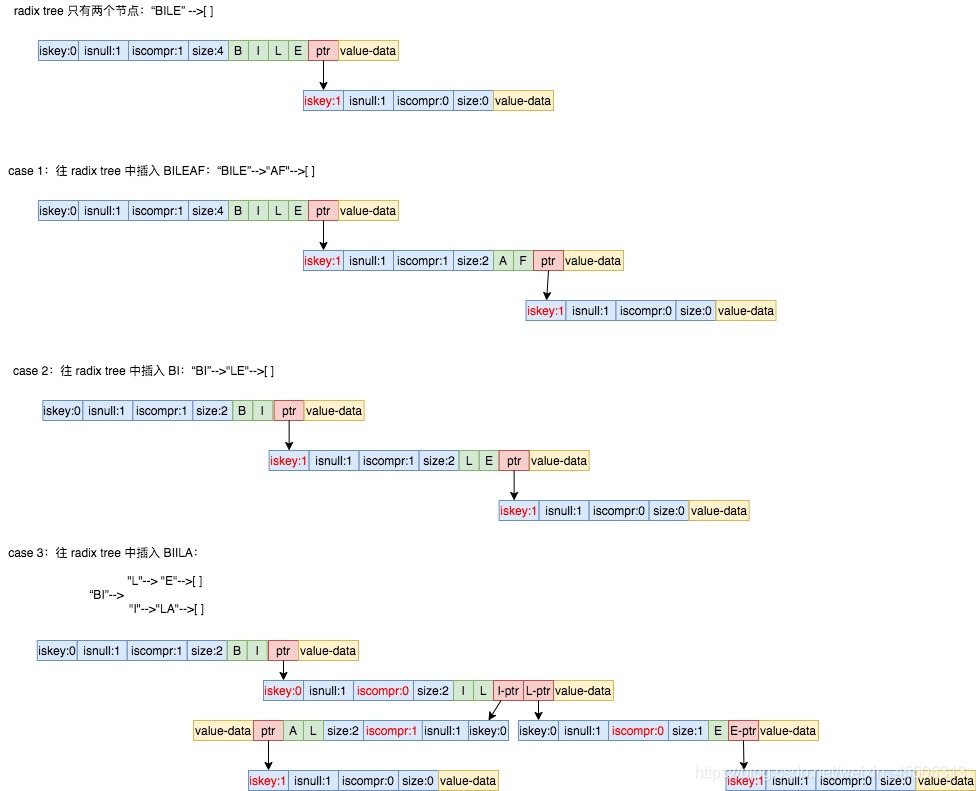 radix tree 只有两个节点：“BILE” -->[ ]
iskey:0 isnull:1 iscompr:1 size:4 B I L E ptr value-data
iskey:1 isnull:1 iscompr:0 size:0 value-data
case 1：往 radix tree 中插入 BILEAF：“BILE”-->"AF"-->[ ]
iskey:0 isnull:1 iscompr:1 size:4 B I L E ptr value-data
iskey:1 isnull:1 iscompr:1 size:2 A F ptr value-data
iskey:1 isnull:1 iscompr:0 size:0 value-data
case 2：往 radix tree 中插入 BI：“BI”-->"LE"-->[ ]
iskey:0 isnull:1 iscompr:1 size:2 B I ptr value-data
iskey:1 isnull:1 iscompr:1 size:2 L E ptr value-data
iskey:1 isnull:1 iscompr:0 size:0 value-data
case 3：往 radix tree 中插入 BIILA：
"L"--> "E"-->[ ]
“BI”-->
"I"-->"LA"-->[ ]
iskey:0 isnull:1 iscompr:1 size:2 B I ptr value-data
iskey:0 isnull:1 iscompr:0 size:2 I L I-ptr L-ptr value-data
value-data ptr A L size:2 iscompr:1 isnull:1 iskey:0 iskey:0 isnull:1 iscompr:0 size:1 E E-ptr value-data
iskey:1 isnull:1 iscompr:0 size:0 value-data iskey:1 isnull:1 iscompr:0 size:0 value-data